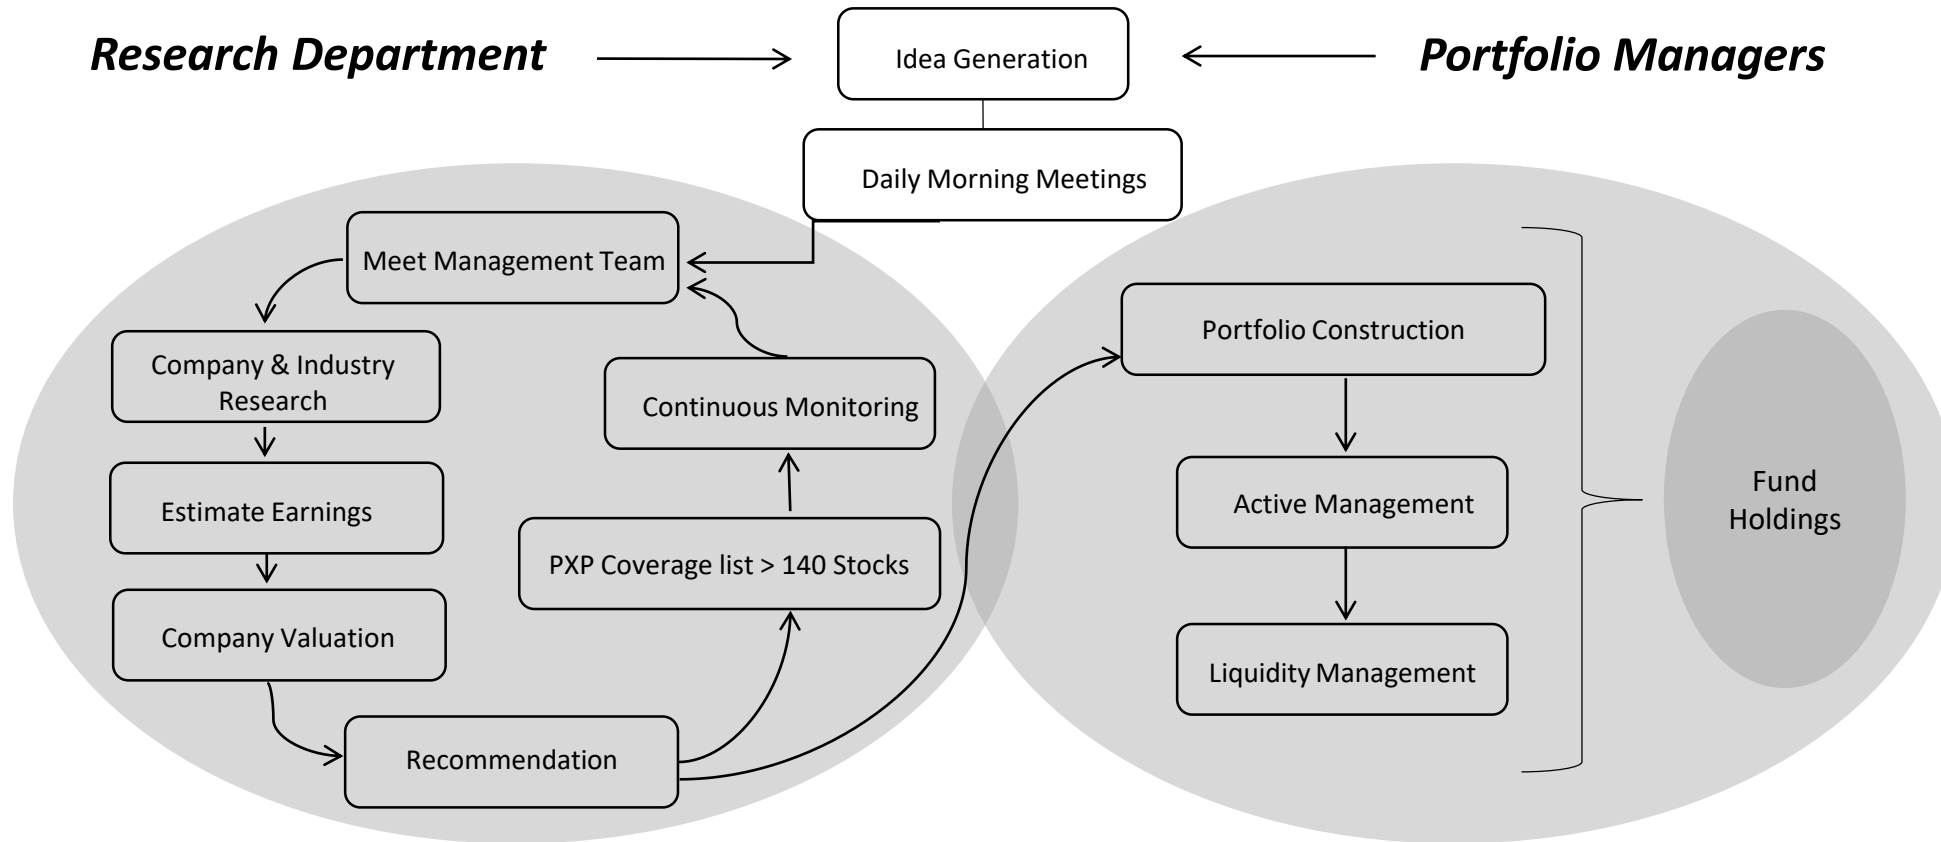 Research Department
Idea Generation
Portfolio Managers
Daily Morning Meetings
Meet Management Team
Company & Industry
Research
Estimate Earnings
Company Valuation
Recommendation
PXP Coverage list > 140 Stocks
Continuous Monitoring
Portfolio Construction
Active Management
Liquidity Management
Fund
Holdings